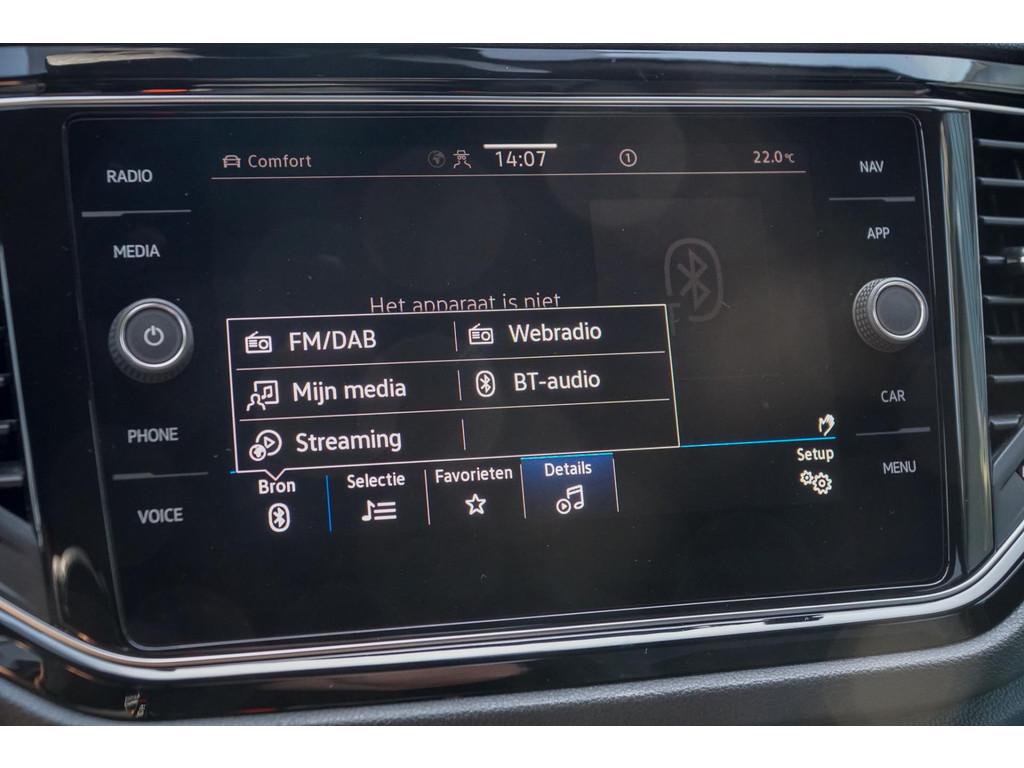 Comfort 14:07 1 22.0°C
RADIO
MEDIA
PHONE
VOICE
Het apparaat is niet
FM/DAB Webradio
Mijn media BT-audio
Streaming
Bron Selectie Favorieten Details Setup
NAV
APP
CAR
MENU